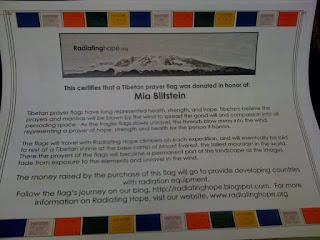 RadiatingHope.org
This certifies that a Tibetan prayer flag was donated in honor of:
Mia Blitstein
Tibetan prayer flags have long represented health, strength, and hope. Tibetans believe the
prayers and mantras will be blown by the wind to spread the good will and compassion into all
pervading space. As the fragile flags slowly unravel, the threads blow away into the wind,
representing a prayer of hope, strength and health for the person it honors.
The flags will travel with Radiating Hope climbers on each expedition, and will eventually be laid
to rest at a Tibetan shrine at the base camp of Mount Everest, the tallest mountain in the world.
There the prayers of the flags will become a permanent part of the landscape as the images
fade from exposure to the elements and unravel in the wind.
The money raised by the purchase of this flag will go to provide developing countries
with radiation equipment.
Follow the flag's journey on our blog, http://radiatinghope.blogspot.com. For more
information on Radiating Hope, visit our website, www.radiatinghope.org